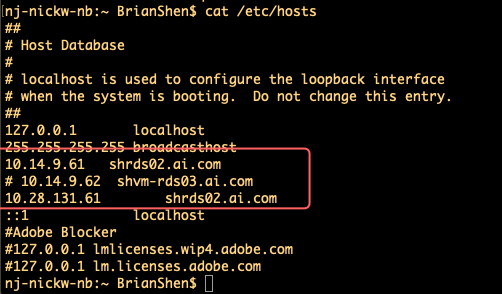 nj-nickw-nb:~ BrianShen$ cat /etc/hosts
##
# Host Database
#
# localhost is used to configure the loopback interface
# when the system is booting.  Do not change this entry.
##
127.0.0.1       localhost
255.255.255.255 broadcasthost
10.14.9.61   shrds02.ai.com
# 10.14.9.62  shvm-rds03.ai.com
10.28.131.61        shrds02.ai.com
::1             localhost
#Adobe Blocker
#127.0.0.1 lmlicenses.wip4.adobe.com
#127.0.0.1 lm.licenses.adobe.com
nj-nickw-nb:~ BrianShen$